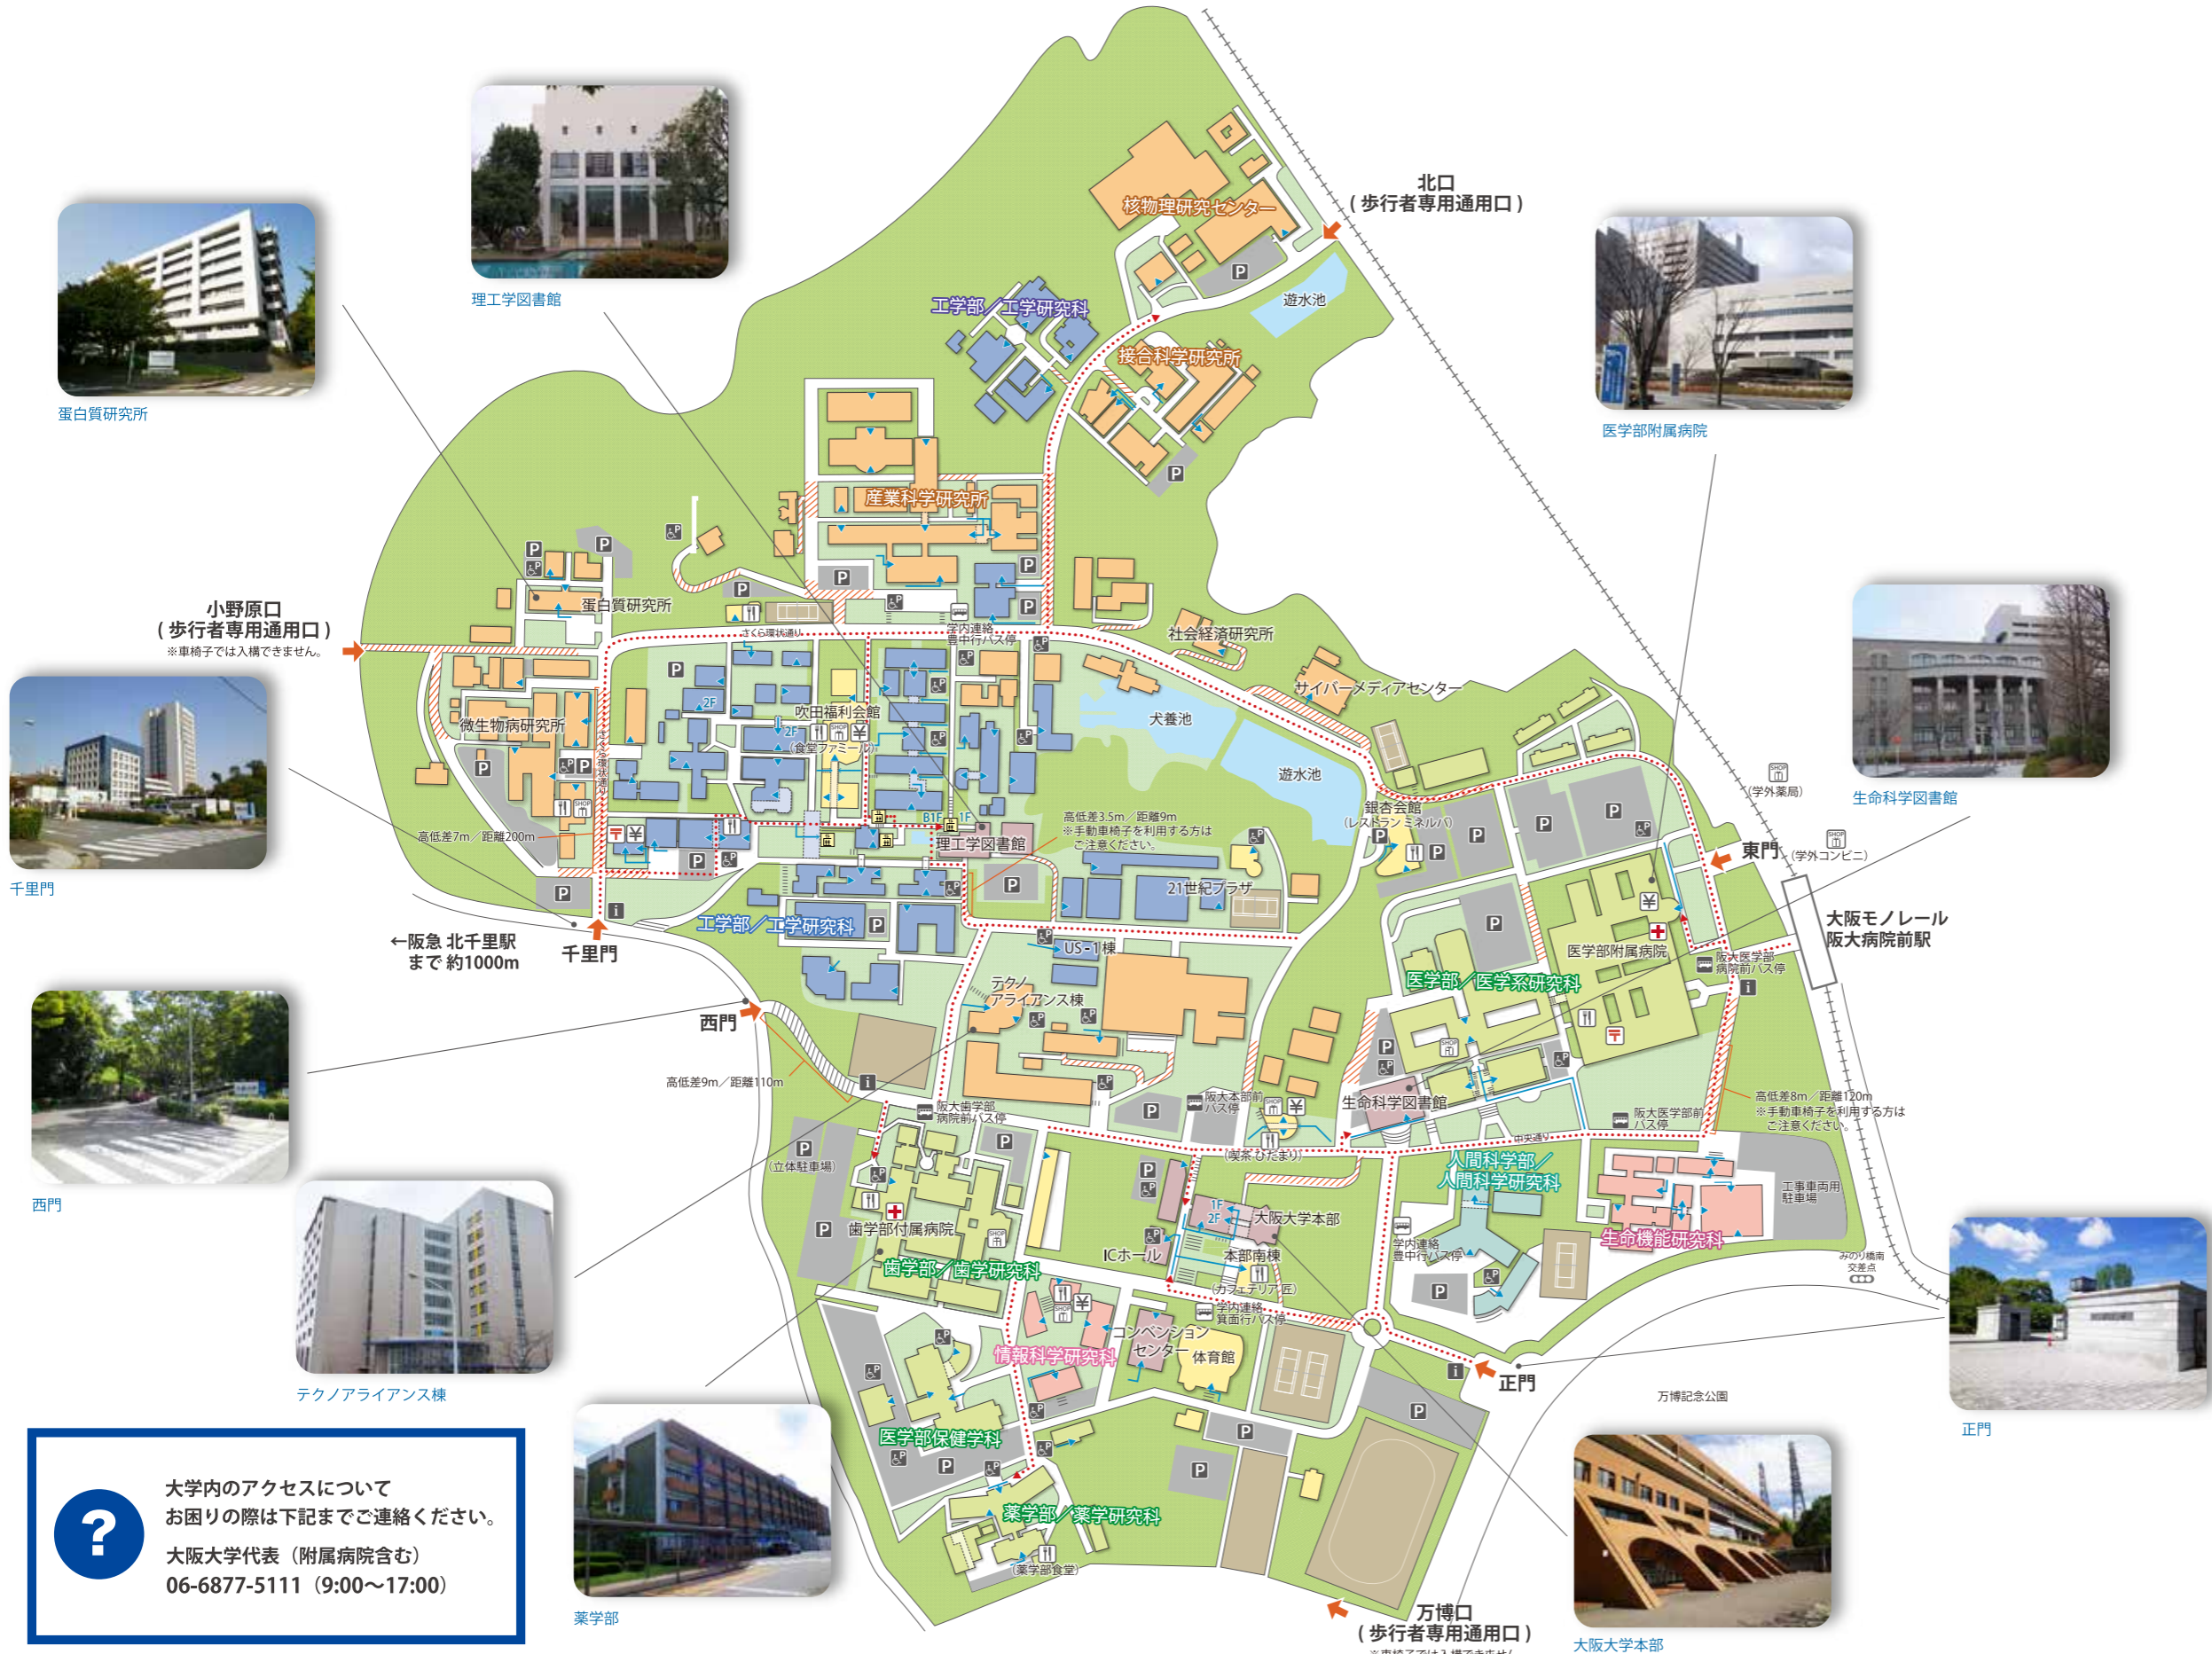 北口
( 歩行者専用通用口 )
核物理研究センター
遊水池
理工学図書館
工学部／工学研究科
接合科学研究所
蛋白質研究所
医学部附属病院
産業科学研究所
小野原口
( 歩行者専用通用口 )
※車椅子では入構できません。
蛋白質研究所
さくら環状通り
学内連絡
豊中行バス停
社会経済研究所
サイバーメディアセンター
2F
吹田福利会館
SHOP
2F
(食堂ファミール)
微生物病研究所
さくら環状通り
SHOP
犬養池
遊水池
SHOP
(学外薬局)
生命科学図書館
千里門
高低差7m／距離200m
B1F
1F
理工学図書館
高低差3.5m／距離9m
※手動車椅子を利用する方は
ご注意ください。
銀杏会館
(レストラン ミネルバ)
東門
SHOP
(学外コンビニ)
21世紀プラザ
←阪急 北千里駅
まで 約1000m
千里門
工学部／工学研究科
US-1棟
医学部附属病院
大阪モノレール
阪大病院前駅
阪大医学部
病院前バス停
医学部／医学系研究科
テクノ
アライアンス棟
西門
高低差9m／距離110m
SHOP
阪大歯学部
病院前バス停
阪大本部前
バス停
SHOP
生命科学図書館
阪大医学部前
バス停
高低差8m／距離120m
※手動車椅子を利用する方は
ご注意ください。
中央通り
(喫茶 ひだまり)
(立体駐車場)
西門
人間科学部／
人間科学研究科
工事車両用
駐車場
1F
2F
大阪大学本部
歯学部付属病院
SHOP
ICホール
本部南棟
(カフェテリア 匠)
学内連絡
豊中行バス停
生命機能研究科
みのり橋南
交差点
歯学部／歯学研究科
SHOP
学内連絡
箕面行バス停
コンベンション
センター
体育館
情報科学研究科
正門
万博記念公園
テクノアライアンス棟
正門
医学部保健学科
薬学部／薬学研究科
(薬学部食堂)
?
大学内のアクセスについて
お困りの際は下記までご連絡ください。
大阪大学代表（附属病院含む）
06-6877-5111（9:00～17:00）
薬学部
万博口
( 歩行者専用通用口 )
大阪大学本部